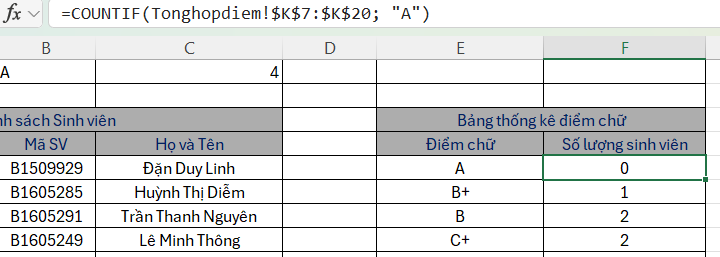 fx =COUNTIF(Tonghopdiem!$K$7:$K$20; "A")
B C D E F
A 4
nh sách Sinh viên Bảng thống kê điểm chữ
Mã SV Họ và Tên Điểm chữ Số lượng sinh viên
B1509929 Đặn Duy Linh A 0
B1605285 Huỳnh Thị Diễm B+ 1
B1605291 Trần Thanh Nguyên B 2
B1605249 Lê Minh Thông C+ 2